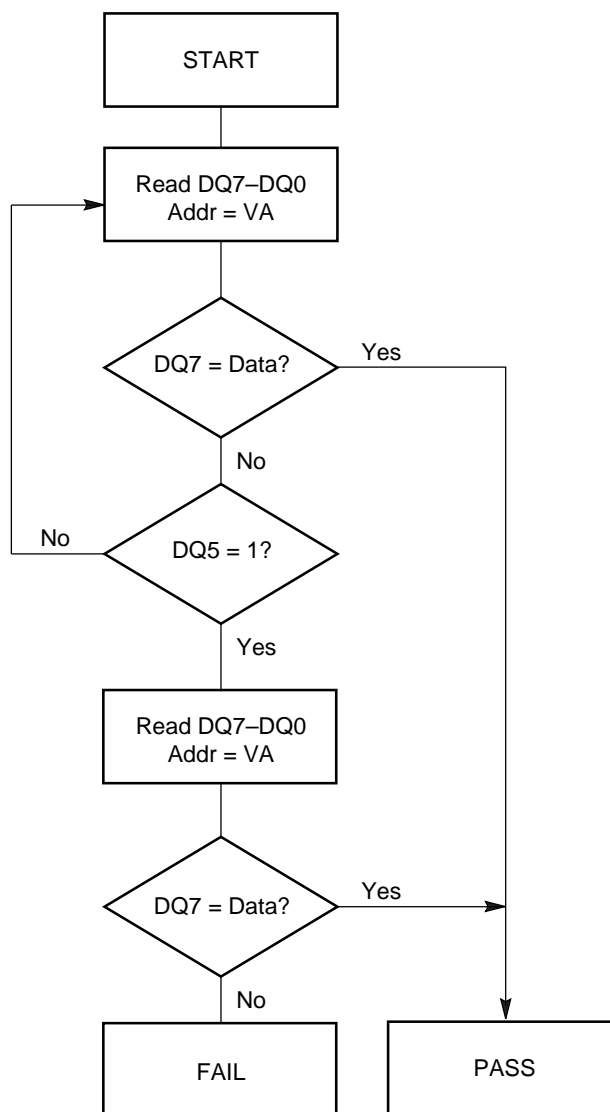 START
Read DQ7–DQ0
Addr = VA
DQ7 = Data?
Yes
No
No
DQ5 = 1?
Yes
Read DQ7–DQ0
Addr = VA
DQ7 = Data?
Yes
No
FAIL
PASS